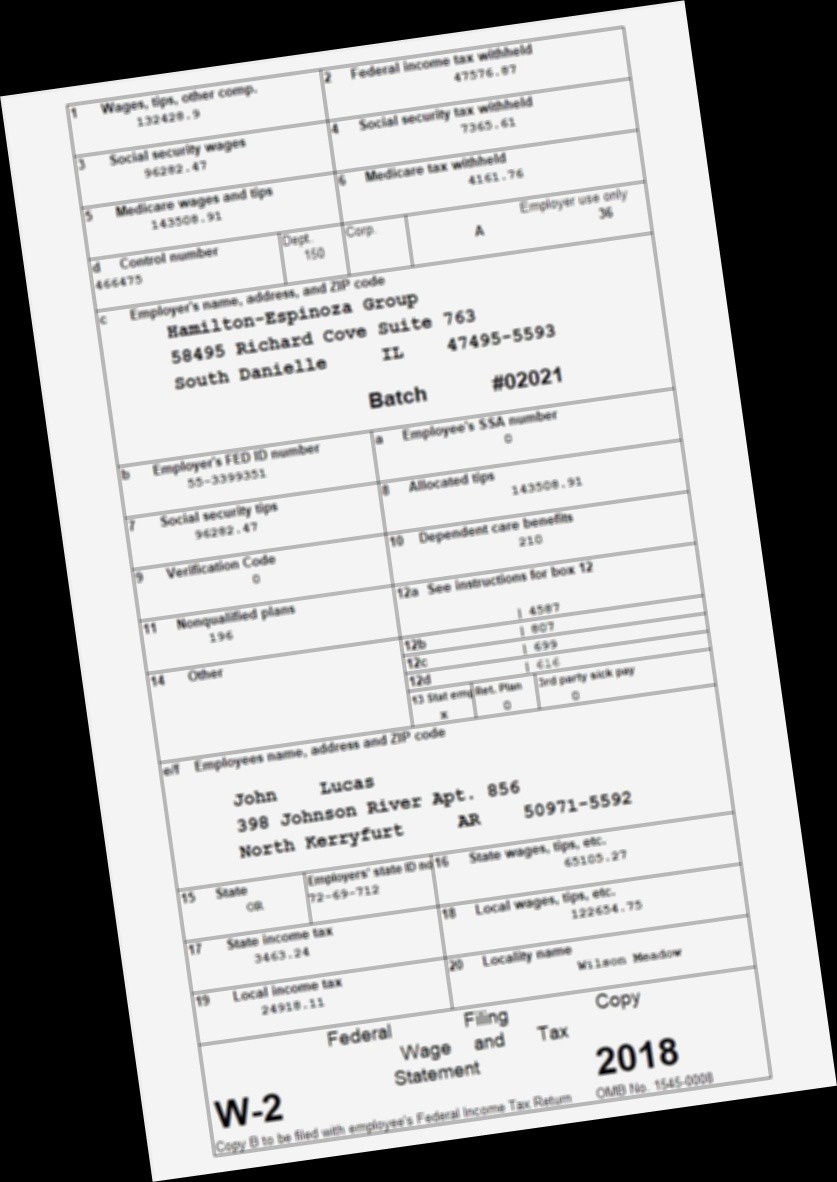 1 Wages, tips, other comp. 2 Federal income tax withheld
132428.9 47576.87
3 Social security wages 4 Social security tax withheld
96282.47 7365.61
5 Medicare wages and tips 6 Medicare tax withheld
143508.91 4161.76
d Control number Dept. Corp. Employer use only
466475 150 A 36
c Employer's name, address, and ZIP code
Hamilton-Espinoza Group
58495 Richard Cove Suite 763
South Danielle IL 47495-5593
Batch #02021
b Employer's FED ID number a Employee's SSA number
55-3399351 0
7 Social security tips 8 Allocated tips
96282.47 143508.91
9 Verification Code 10 Dependent care benefits
0 210
11 Nonqualified plans 12a See instructions for box 12
196 | 4587
12b | 807
12c | 699
12d | 616
14 Other
13 Stat emp Ret. Plan 3rd party sick pay
x 0 0
e/f Employees name, address and ZIP code
John Lucas
398 Johnson River Apt. 856
North Kerryfurt AR 50971-5592
15 State Employers' state ID no 16 State wages, tips, etc.
OR 72-69-712 65105.27
17 State income tax 18 Local wages, tips, etc.
3463.24 122654.75
19 Local income tax 20 Locality name
24918.11 Wilson Meadow
Federal Filing Copy
Wage and Tax
Statement
W-2 2018
Copy B to be filed with employee's Federal Income Tax Return OMB No. 1545-0008